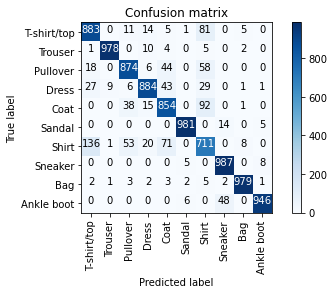 Confusion matrix
True label
T-shirt/top 883 0 11 14 5 1 81 0 5 0
Trouser 1 978 0 10 4 0 5 0 2 0
Pullover 18 0 874 6 44 0 58 0 0 0
Dress 27 9 6 884 43 0 29 0 1 1
Coat 0 0 38 15 854 0 92 0 1 0
Sandal 0 0 0 0 0 981 0 14 0 5
Shirt 136 1 53 20 71 0 711 0 8 0
Sneaker 0 0 0 0 0 5 0 987 0 8
Bag 2 1 3 2 3 2 5 2 979 1
Ankle boot 0 0 0 0 0 6 0 48 0 946
T-shirt/top
Trouser
Pullover
Dress
Coat
Sandal
Shirt
Sneaker
Bag
Ankle boot
Predicted label
800
600
400
200
0